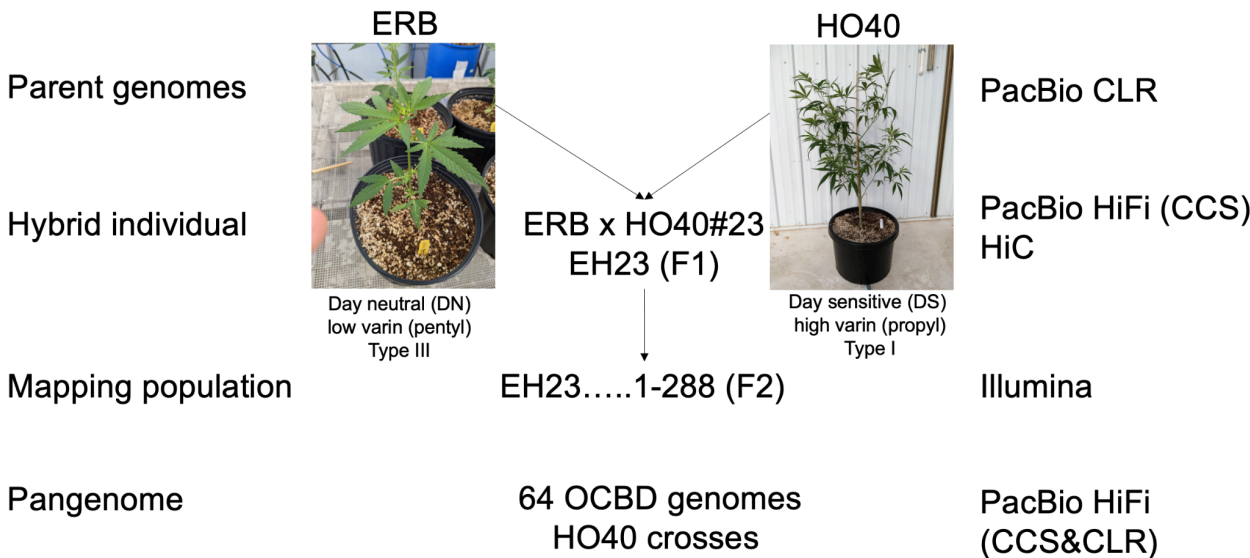 ERB
HO40
Parent genomes
PacBio CLR
Hybrid individual
ERB x HO40#23
EH23 (F1)
PacBio HiFi (CCS)
HiC
Day neutral (DN)
low varin (pentyl)
Type III
Day sensitive (DS)
high varin (propyl)
Type I
Mapping population
EH23.....1-288 (F2)
Illumina
Pangenome
64 OCBD genomes
HO40 crosses
PacBio HiFi
(CCS&CLR)